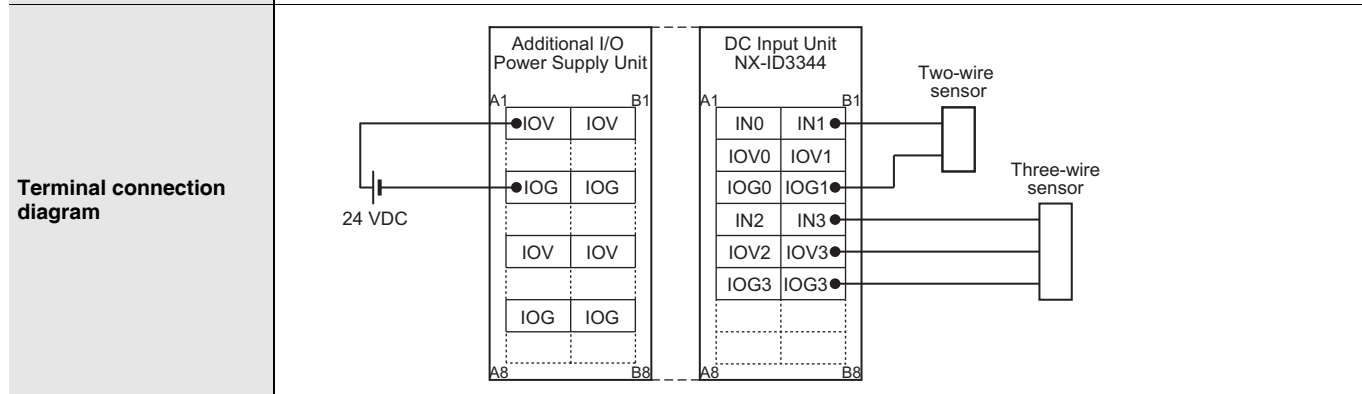 Terminal connection
diagram
24 VDC
Additional I/O
Power Supply Unit
A1 B1
IOV IOV
IOG IOG
IOV IOV
IOG IOG
A8 B8
DC Input Unit
NX-ID3344
A1 B1
IN0 IN1
IOV0 IOV1
IOG0 IOG1
IN2 IN3
IOV2 IOV3
IOG3 IOG3
A8 B8
Two-wire
sensor
Three-wire
sensor